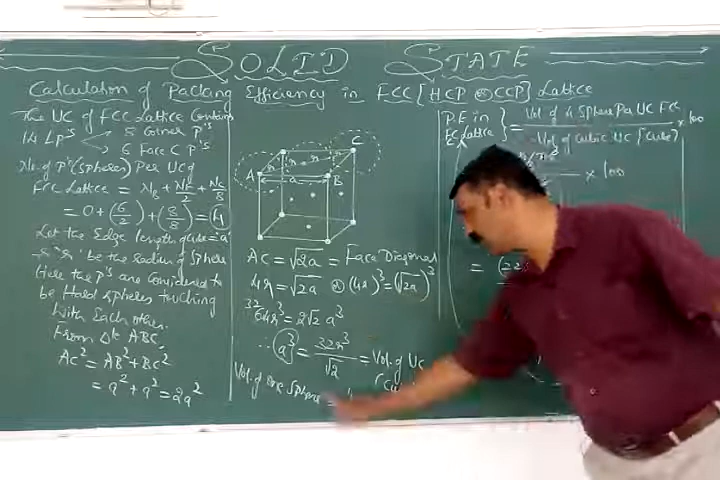 SOLID STATE
Calculation of Packing Efficiency in FCC [HCP OR CCP] Lattice
The UC of FCC Lattice Contains
14 LP's
8 Corner P's
6 Face C P's
No. of P's (Spheres) Per UC of
FCC Lattice = NB + NF/2 + NC/8
= 0 + (6/2) + (8/8) = 4
Let the Edge length of cube = 'a'
'r' be the radius of Sphere
Here the P's are Considered to
be Hard spheres touching
With Each other.
From Δle ABC,
AC² = AB² + BC²
= a² + a² = 2a²
A B C
r r r
a
AC = √2a = Face Diagonal
4r = √2a OR (4r)³ = (√2a)³
32
64r³ = 2√2 a³
∴ a³ = 32r³/√2 = Vol. of UC
Vol. of one Sphere =
P.E in FCC Lattice } = Vol of 4 Sphere Per UC FCC / Vol of Cubic UC [Cube] × 100
× 100
= (22